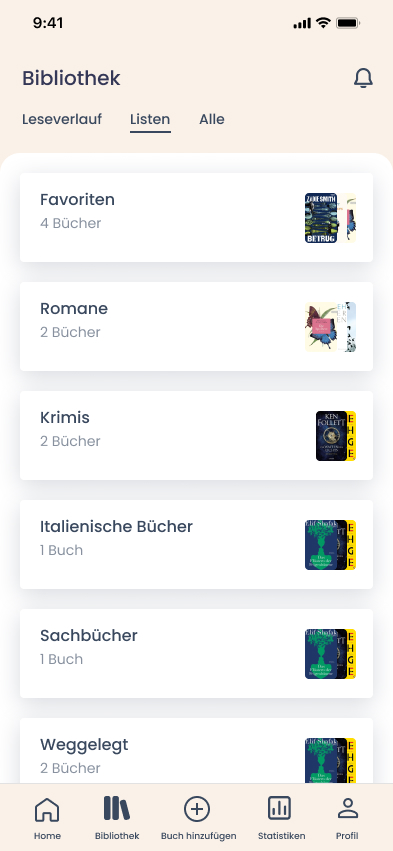 9:41
Bibliothek
Leseverlauf Listen Alle
Favoriten
4 Bücher
ZADIE SMITH
BETRUG
Romane
2 Bücher
Krimis
2 Bücher
KEN
FOLLETT
E
H
G
E
Italienische Bücher
1 Buch
Elif Shafak
E
H
G
E
Sachbücher
1 Buch
Elif Shafak
E
H
G
E
Weggelegt
2 Bücher
Elif Shafak
E
H
G
Home Bibliothek Buch hinzufügen Statistiken Profil